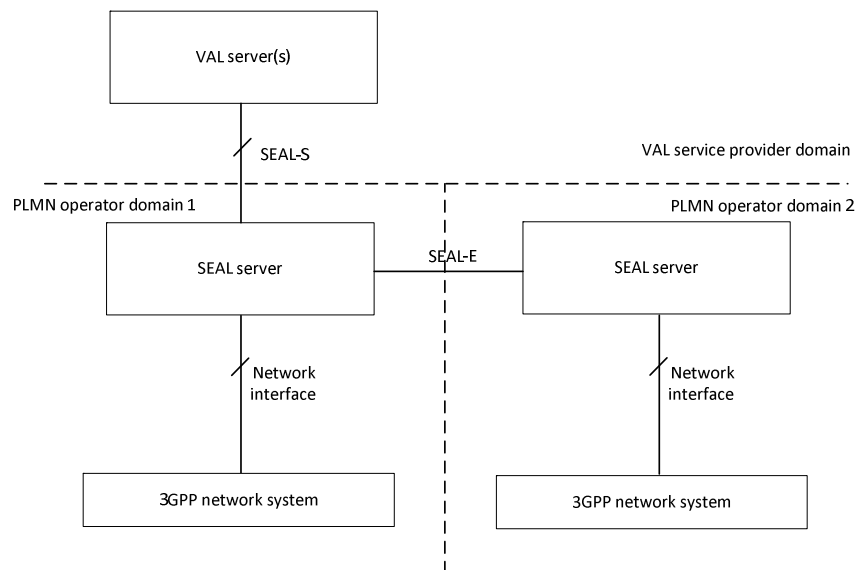 VAL server(s)
SEAL-S
VAL service provider domain
PLMN operator domain 1
PLMN operator domain 2
SEAL server
SEAL-E
SEAL server
Network
interface
Network
interface
3GPP network system
3GPP network system